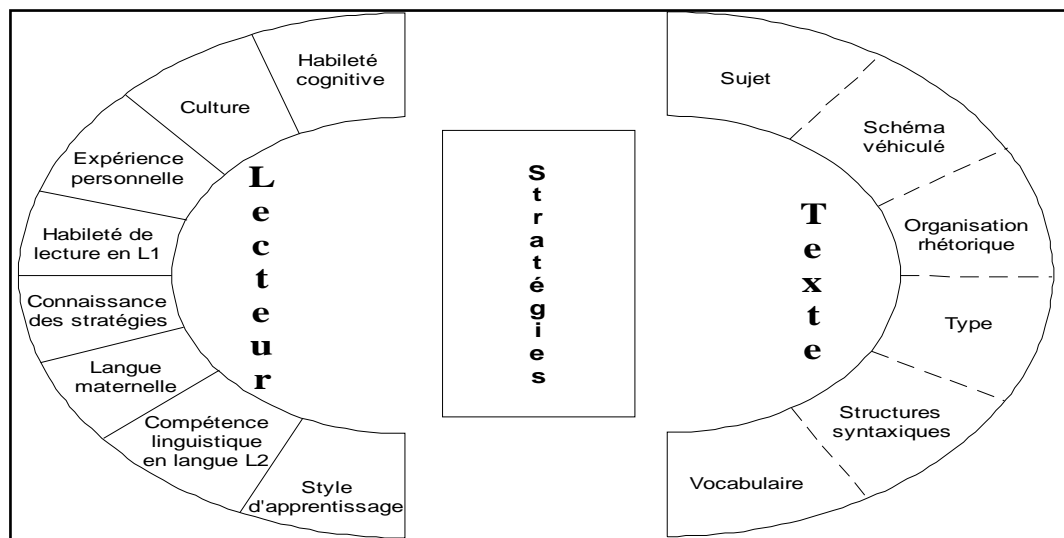 Habileté
cognitive
Culture
Expérience
personnelle
Habileté de
lecture en L1
Connaissance
des stratégies
Langue
maternelle
Compétence
linguistique
en langue L2
Style
d'apprentissage
Lecteur
Stratégies
Texte
Sujet
Schéma
véhiculé
Organisation
rhétorique
Type
Structures
syntaxiques
Vocabulaire